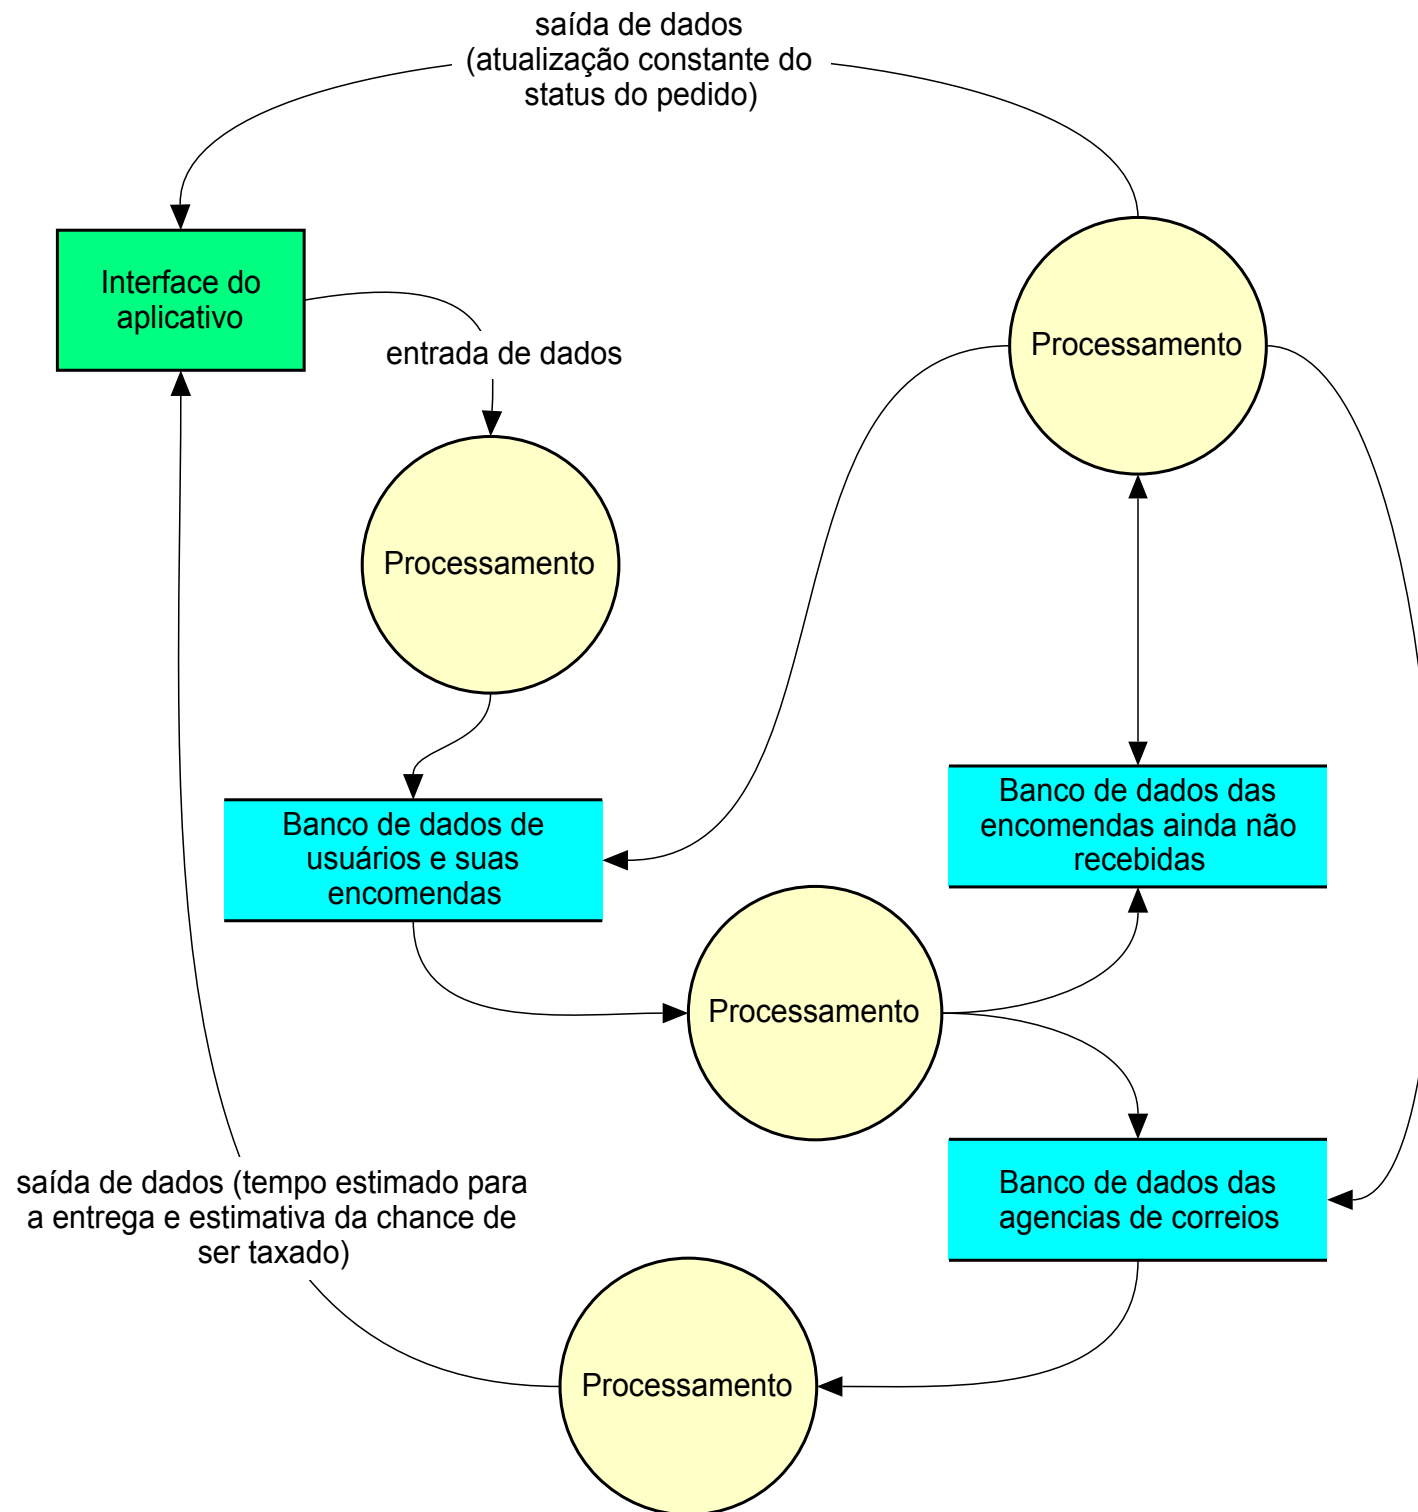 saída de dados
(atualização constante do
status do pedido)
Interface do
aplicativo
entrada de dados
Processamento
Processamento
Banco de dados de
usuários e suas
encomendas
Banco de dados das
encomendas ainda não
recebidas
Processamento
Banco de dados das
agencias de correios
saída de dados (tempo estimado para
a entrega e estimativa da chance de
ser taxado)
Processamento